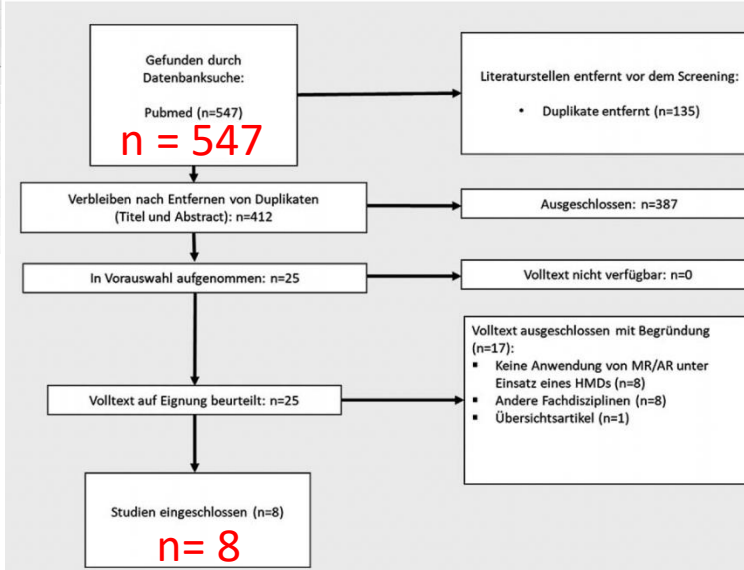 Gefunden durch
Datenbanksuche:
Pubmed (n=547)
n = 547
Literaturstellen entfernt vor dem Screening:
• Duplikate entfernt (n=135)
Verbleiben nach Entfernen von Duplikaten
(Titel und Abstract): n=412
Ausgeschlossen: n=387
In Vorauswahl aufgenommen: n=25
Volltext nicht verfügbar: n=0
Volltext auf Eignung beurteilt: n=25
Volltext ausgeschlossen mit Begründung
(n=17):
▪ Keine Anwendung von MR/AR unter
Einsatz eines HMDs (n=8)
▪ Andere Fachdisziplinen (n=8)
▪ Übersichtsartikel (n=1)
Studien eingeschlossen (n=8)
n= 8